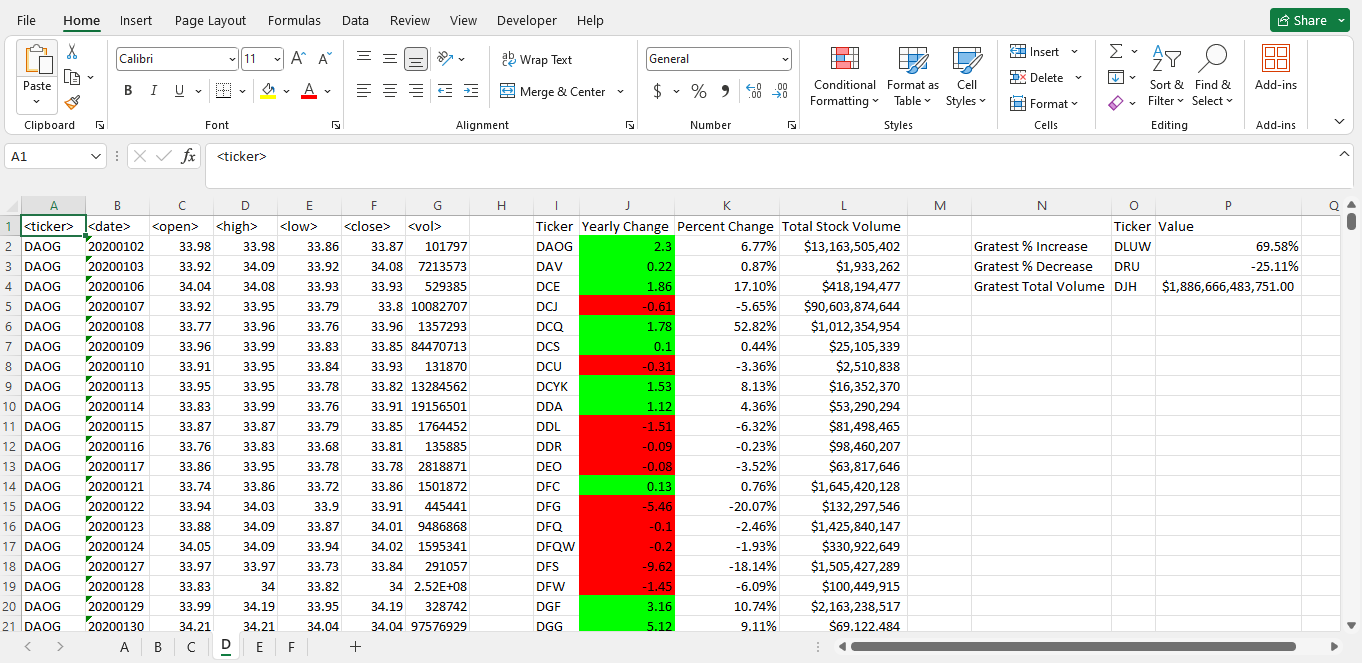 File Home Insert Page Layout Formulas Data Review View Developer Help Share
Paste Calibri 11 A A Wrap Text General Conditional Formatting Format as Table Cell Styles Insert Delete Format Sort & Filter Find & Select Add-ins
B I U A Merge & Center $ % 9 .00 .0
Clipboard Font Alignment Number Styles Cells Editing Add-ins
A1 fx <ticker>
A B C D E F G H I J K L M N O P Q
1 <ticker> <date> <open> <high> <low> <close> <vol> Ticker Yearly Change Percent Change Total Stock Volume Ticker Value
2 DAOG 20200102 33.98 33.98 33.86 33.87 101797 DAOG 2.3 6.77% $13,163,505,402 Gratest % Increase DLUW 69.58%
3 DAOG 20200103 33.92 34.09 33.92 34.08 7213573 DAV 0.22 0.87% $1,933,262 Gratest % Decrease DRU -25.11%
4 DAOG 20200106 34.04 34.08 33.93 33.93 529385 DCE 1.86 17.10% $418,194,477 Gratest Total Volume DJH $1,886,666,483,751.00
5 DAOG 20200107 33.92 33.95 33.79 33.8 10082707 DCJ -0.61 -5.65% $90,603,874,644
6 DAOG 20200108 33.77 33.96 33.76 33.96 1357293 DCQ 1.78 52.82% $1,012,354,954
7 DAOG 20200109 33.96 33.99 33.83 33.85 84470713 DCS 0.1 0.44% $25,105,339
8 DAOG 20200110 33.91 33.95 33.84 33.93 131870 DCU -0.31 -3.36% $2,510,838
9 DAOG 20200113 33.95 33.95 33.78 33.82 13284562 DCYK 1.53 8.13% $16,352,370
10 DAOG 20200114 33.83 33.99 33.76 33.91 19156501 DDA 1.12 4.36% $53,290,294
11 DAOG 20200115 33.87 33.87 33.79 33.85 1764452 DDL -1.51 -6.32% $81,498,465
12 DAOG 20200116 33.76 33.83 33.68 33.81 135885 DDR -0.09 -0.23% $98,460,207
13 DAOG 20200117 33.86 33.95 33.78 33.78 2818871 DEO -0.08 -3.52% $63,817,646
14 DAOG 20200121 33.74 33.86 33.72 33.86 1501872 DFC 0.13 0.76% $1,645,420,128
15 DAOG 20200122 33.94 34.03 33.9 33.91 445441 DFG -5.46 -20.07% $132,297,546
16 DAOG 20200123 33.88 34.09 33.87 34.01 9486868 DFQ -0.1 -2.46% $1,425,840,147
17 DAOG 20200124 34.05 34.09 33.94 34.02 1595341 DFQW -0.2 -1.93% $330,922,649
18 DAOG 20200127 33.97 33.97 33.73 33.84 291057 DFS -9.62 -18.14% $1,505,427,289
19 DAOG 20200128 33.83 34 33.82 34 2.52E+08 DFW -1.45 -6.09% $100,449,915
20 DAOG 20200129 33.99 34.19 33.95 34.19 328742 DGF 3.16 10.74% $2,163,238,517
21 DAOG 20200130 34.21 34.21 34.04 34.04 97576929 DGG 5.12 9.11% $69,122,484
A B C D E F